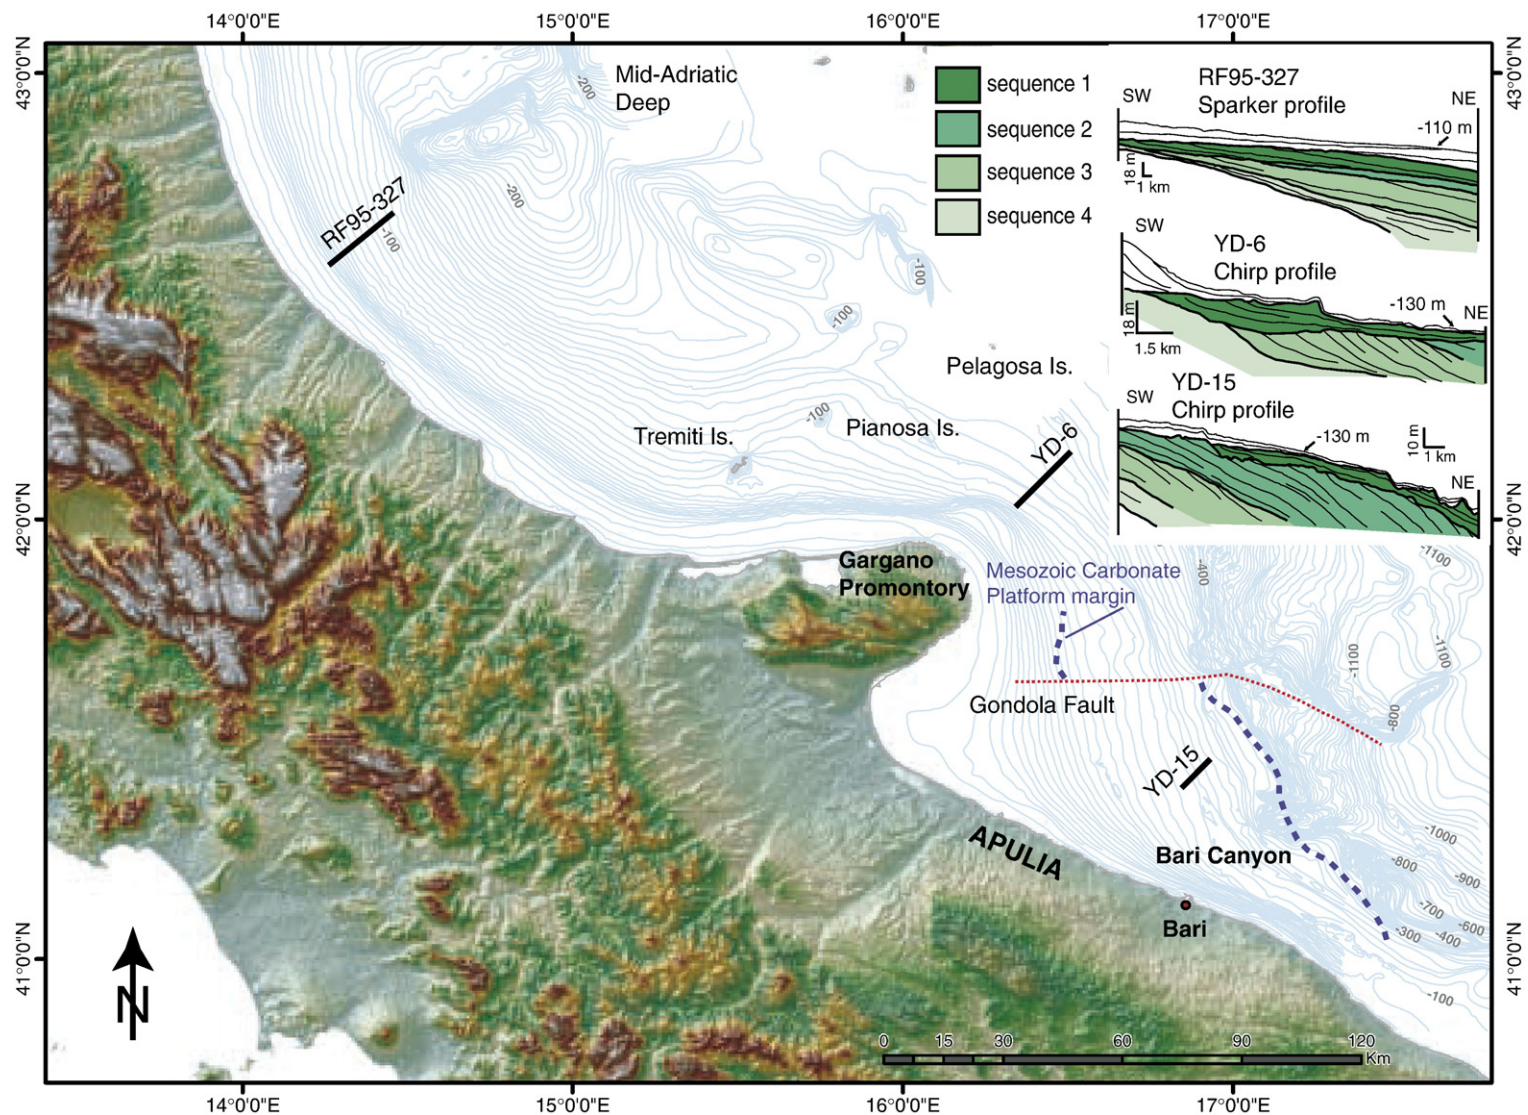 14°0'0"E 15°0'0"E 16°0'0"E 17°0'0"E
43°0'0"N
43°0'0"N
42°0'0"N
42°0'0"N
41°0'0"N
41°0'0"N
Mid-Adriatic
Deep
-200
-200
RF95-327
-100
-100
-100
-100
sequence 1
sequence 2
sequence 3
sequence 4
RF95-327
Sparker profile
SW
NE
-110 m
18 m
1 km
YD-6
Chirp profile
SW
NE
-130 m
18 m
1.5 km
YD-15
Chirp profile
SW
NE
-130 m
10 m
1 km
Pelagosa Is.
Tremiti Is.
Pianosa Is.
YD-6
Gargano
Promontory
Mesozoic Carbonate
Platform margin
-400
-1100
-1100
-1100
-800
Gondola Fault
YD-15
APULIA
Bari Canyon
Bari
-1000
-800
-900
-700
-600
-300
-400
-100
N
0 15 30 60 90 120
Km
14°0'0"E 15°0'0"E 16°0'0"E 17°0'0"E